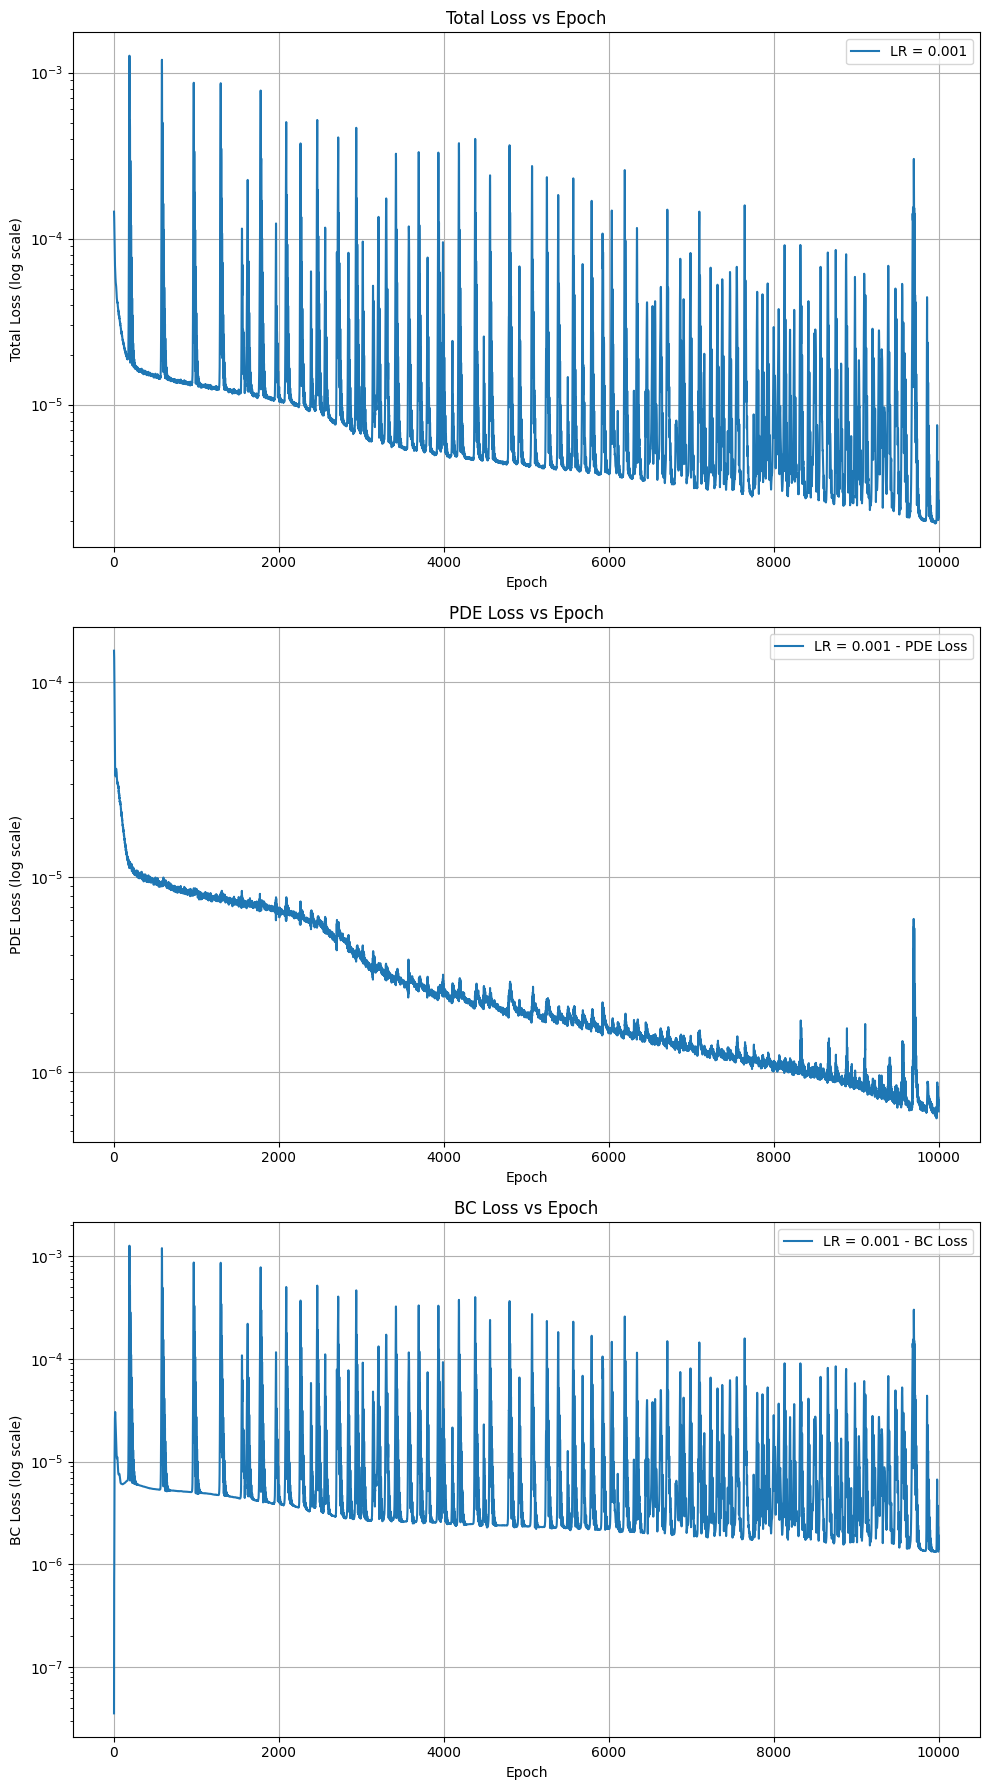 Total Loss vs Epoch
LR = 0.001
Total Loss (log scale)
10⁻³
10⁻⁴
10⁻⁵
0 2000 4000 6000 8000 10000
Epoch
PDE Loss vs Epoch
LR = 0.001 - PDE Loss
PDE Loss (log scale)
10⁻⁴
10⁻⁵
10⁻⁶
0 2000 4000 6000 8000 10000
Epoch
BC Loss vs Epoch
LR = 0.001 - BC Loss
BC Loss (log scale)
10⁻³
10⁻⁴
10⁻⁵
10⁻⁶
10⁻⁷
0 2000 4000 6000 8000 10000
Epoch